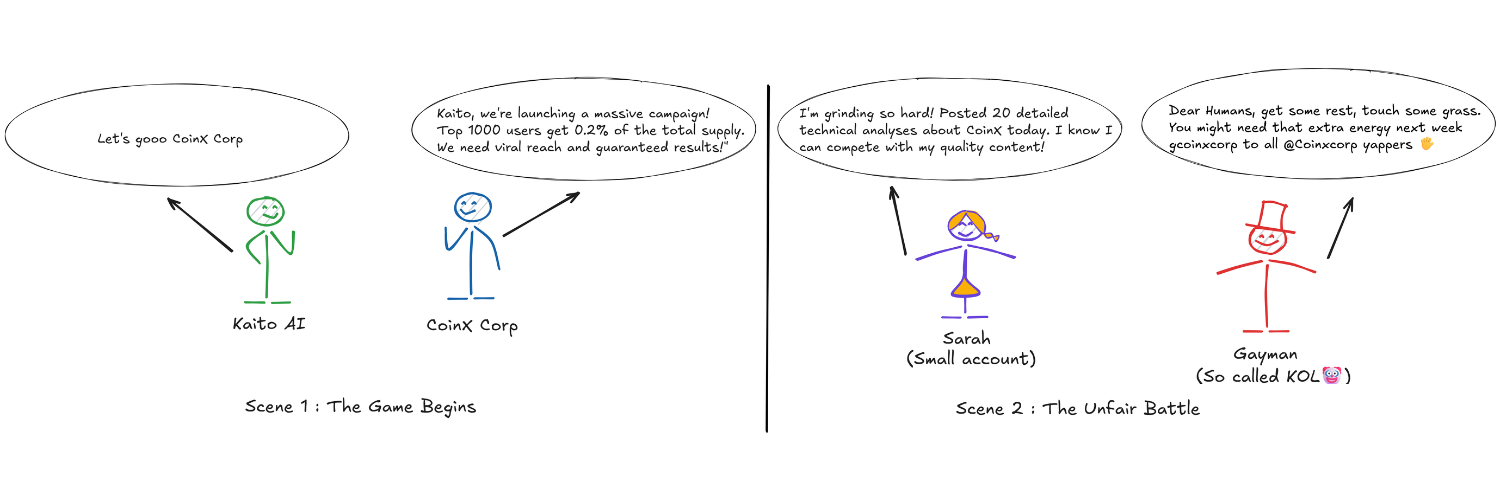 Let's gooo CoinX Corp
Kaito, we're launching a massive campaign!
Top 1000 users get 0.2% of the total supply.
We need viral reach and guaranteed results!"
Kaito AI
CoinX Corp
Scene 1 : The Game Begins
I'm grinding so hard! Posted 20 detailed
technical analyses about CoinX today. I know I
can compete with my quality content!
Dear Humans, get some rest, touch some grass.
You might need that extra energy next week
gcoinxcorp to all @Coinxcorp yappers 🖐
Sarah
(Small account)
Gayman
(So called KOL🤡)
Scene 2 : The Unfair Battle